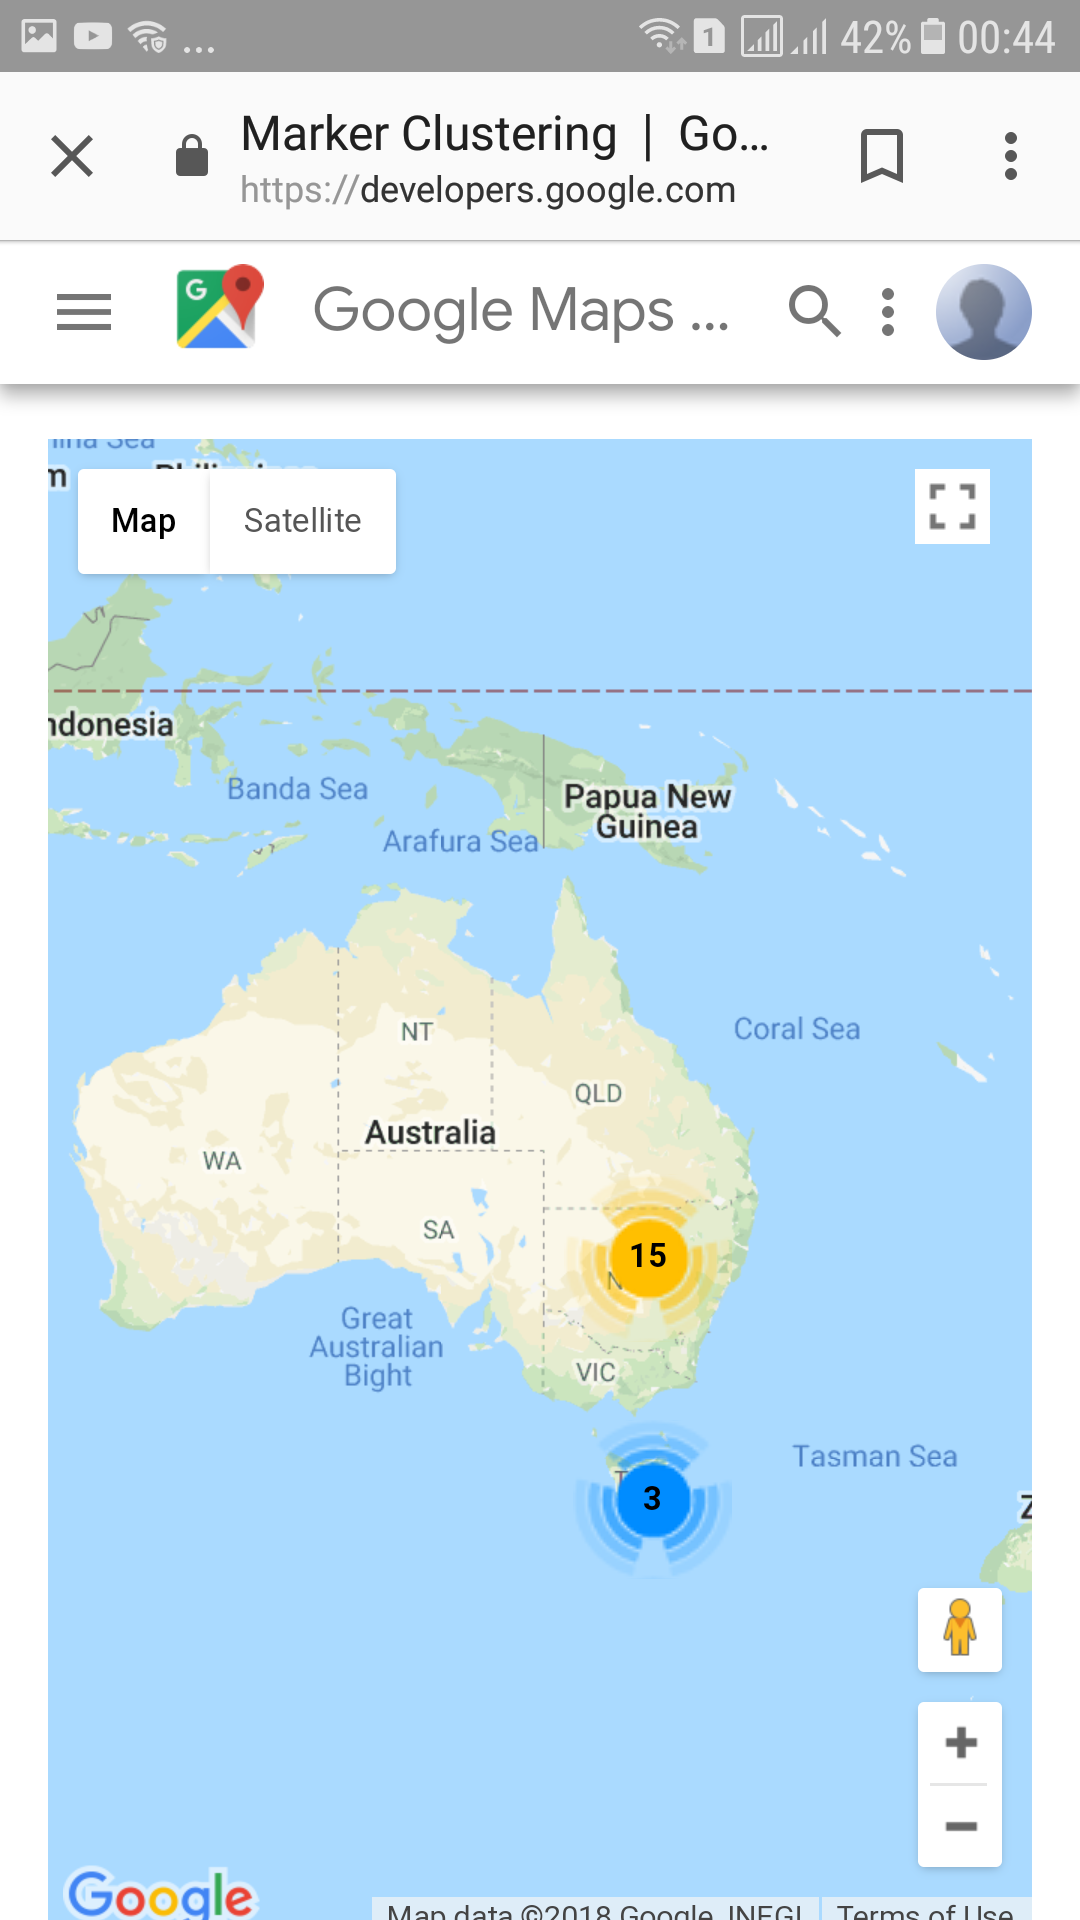 ... 1 42% 00:44
Marker Clustering | Go...
https://developers.google.com
G Google Maps ...
Map Satellite
ndonesia
Banda Sea
Papua New
Guinea
Arafura Sea
NT
Coral Sea
QLD
Australia
WA
SA
15
N
Great
Australian
Bight
VIC
Tasman Sea
T
3
Z
+
−
Google
Map data ©2018 Google, INEGI Terms of Use